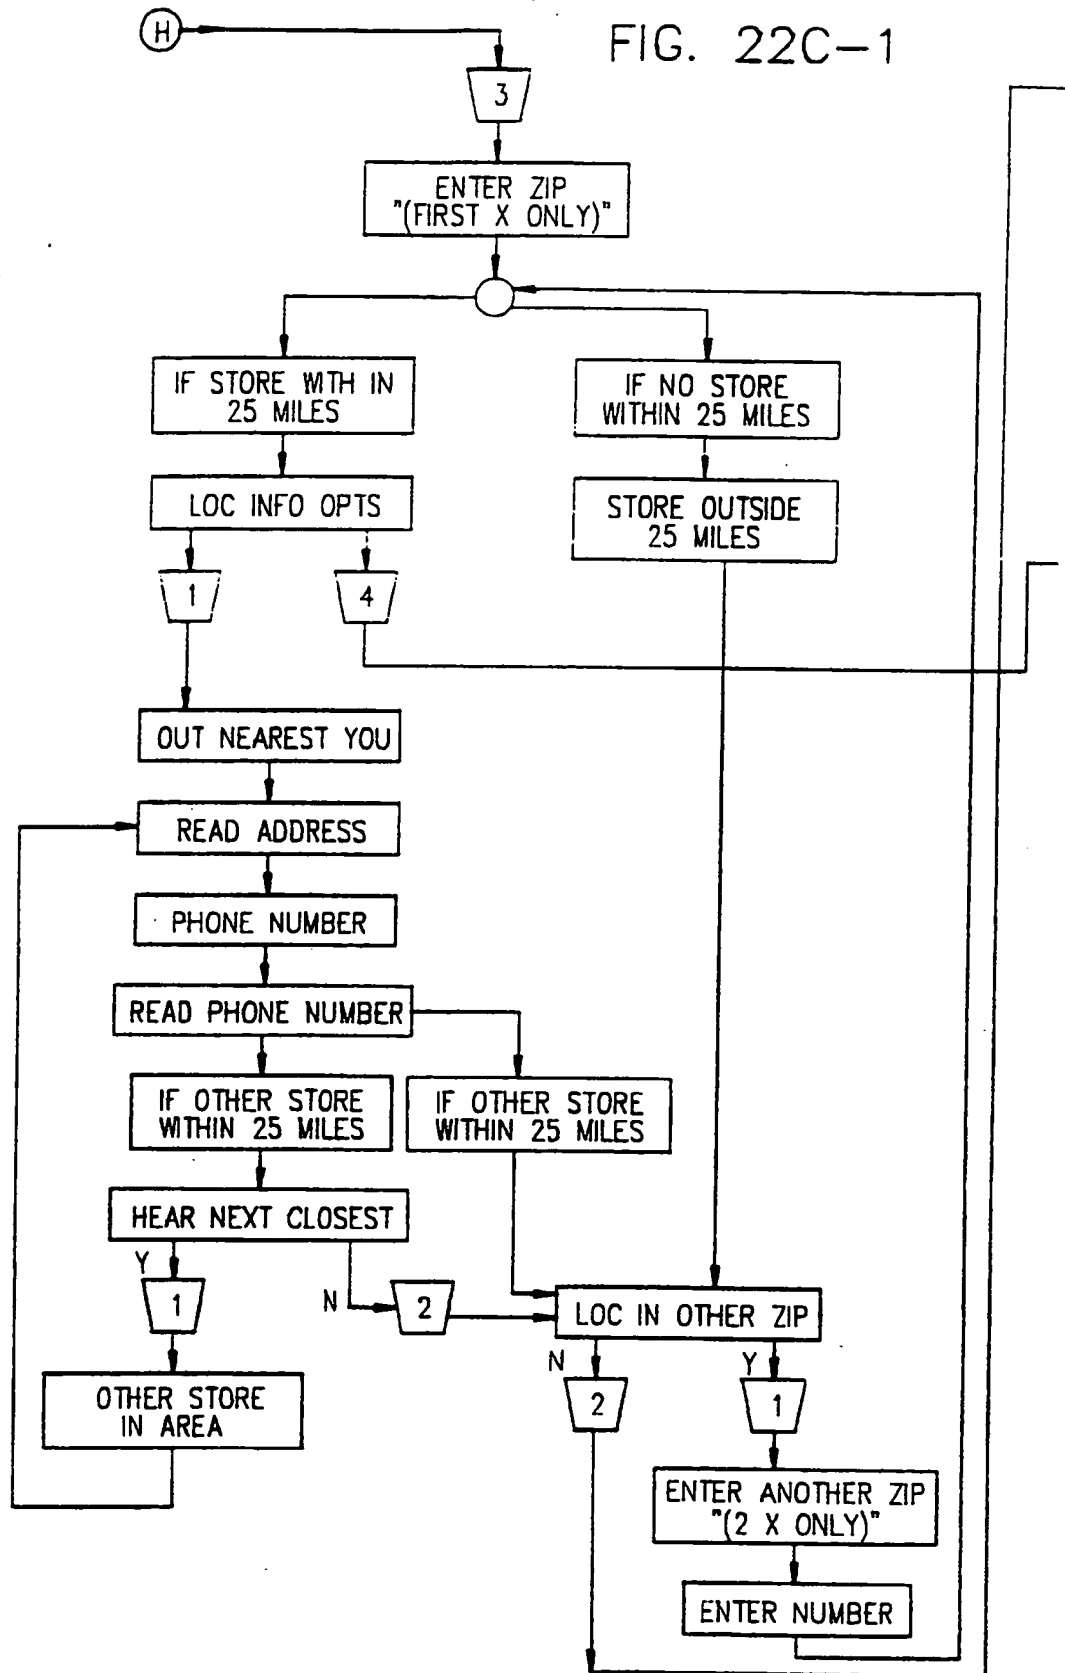 FIG. 22C-1
H
3
ENTER ZIP
"(FIRST X ONLY)"
IF STORE WTH IN
25 MILES
IF NO STORE
WITHIN 25 MILES
LOC INFO OPTS
STORE OUTSIDE
25 MILES
1
4
OUT NEAREST YOU
READ ADDRESS
PHONE NUMBER
READ PHONE NUMBER
IF OTHER STORE
WITHIN 25 MILES
IF OTHER STORE
WITHIN 25 MILES
HEAR NEXT CLOSEST
Y
1
N
2
LOC IN OTHER ZIP
N
2
Y
1
OTHER STORE
IN AREA
ENTER ANOTHER ZIP
"(2 X ONLY)"
ENTER NUMBER